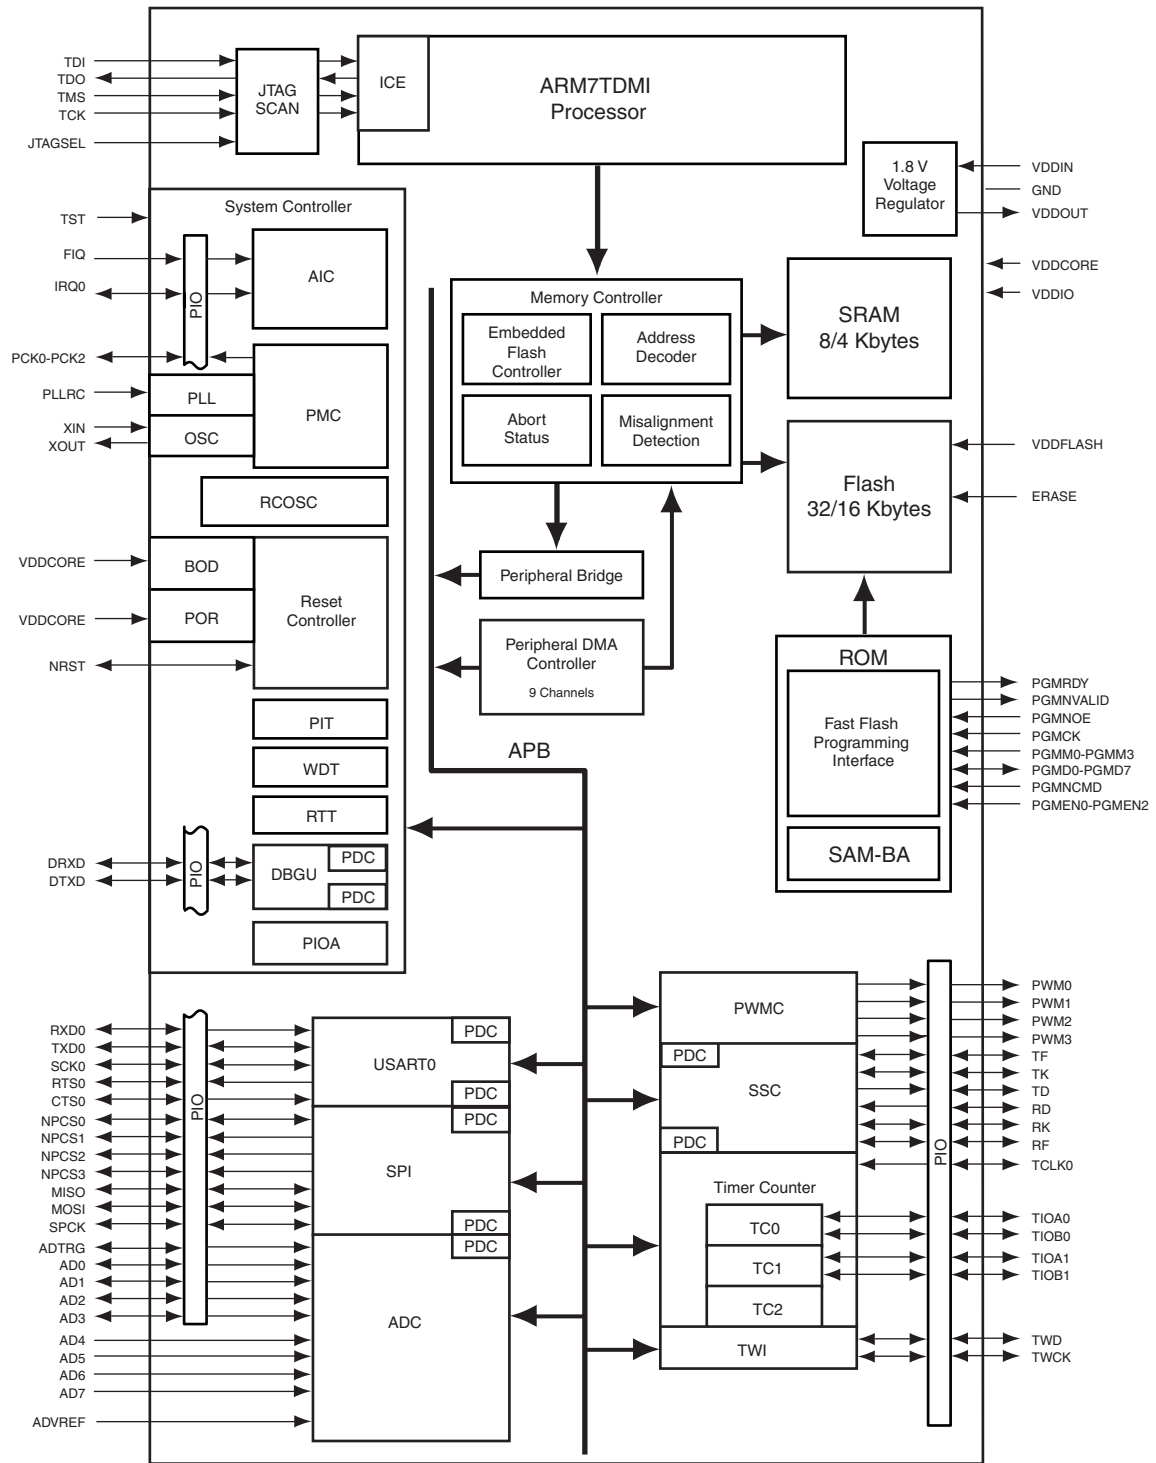 TDI
TDO
TMS
TCK
JTAGSEL
JTAG
SCAN
ICE
ARM7TDMI
Processor
1.8 V
Voltage
Regulator
VDDIN
GND
VDDOUT
VDDCORE
VDDIO
System Controller
TST
FIQ
IRQ0
PIO
AIC
PCK0-PCK2
PLLRC
XIN
XOUT
PLL
OSC
PMC
RCOSC
VDDCORE
BOD
VDDCORE
POR
Reset
Controller
NRST
PIT
WDT
RTT
DRXD
DTXD
PIO
DBGU
PDC
PDC
PIOA
Memory Controller
Embedded
Flash
Controller
Address
Decoder
Abort
Status
Misalignment
Detection
SRAM
8/4 Kbytes
Flash
32/16 Kbytes
VDDFLASH
ERASE
Peripheral Bridge
Peripheral DMA
Controller
9 Channels
APB
ROM
Fast Flash
Programming
Interface
SAM-BA
PGMRDY
PGMNVALID
PGMNOE
PGMCK
PGMM0-PGMM3
PGMD0-PGMD7
PGMNCMD
PGMEN0-PGMEN2
RXD0
TXD0
SCK0
RTS0
CTS0
NPCS0
NPCS1
NPCS2
NPCS3
MISO
MOSI
SPCK
ADTRG
AD0
AD1
AD2
AD3
AD4
AD5
AD6
AD7
ADVREF
PIO
PDC
USART0
PDC
PDC
SPI
PDC
PDC
ADC
PWMC
PDC
SSC
PDC
Timer Counter
TC0
TC1
TC2
TWI
PIO
PWM0
PWM1
PWM2
PWM3
TF
TK
TD
RD
RK
RF
TCLK0
TIOA0
TIOB0
TIOA1
TIOB1
TWD
TWCK